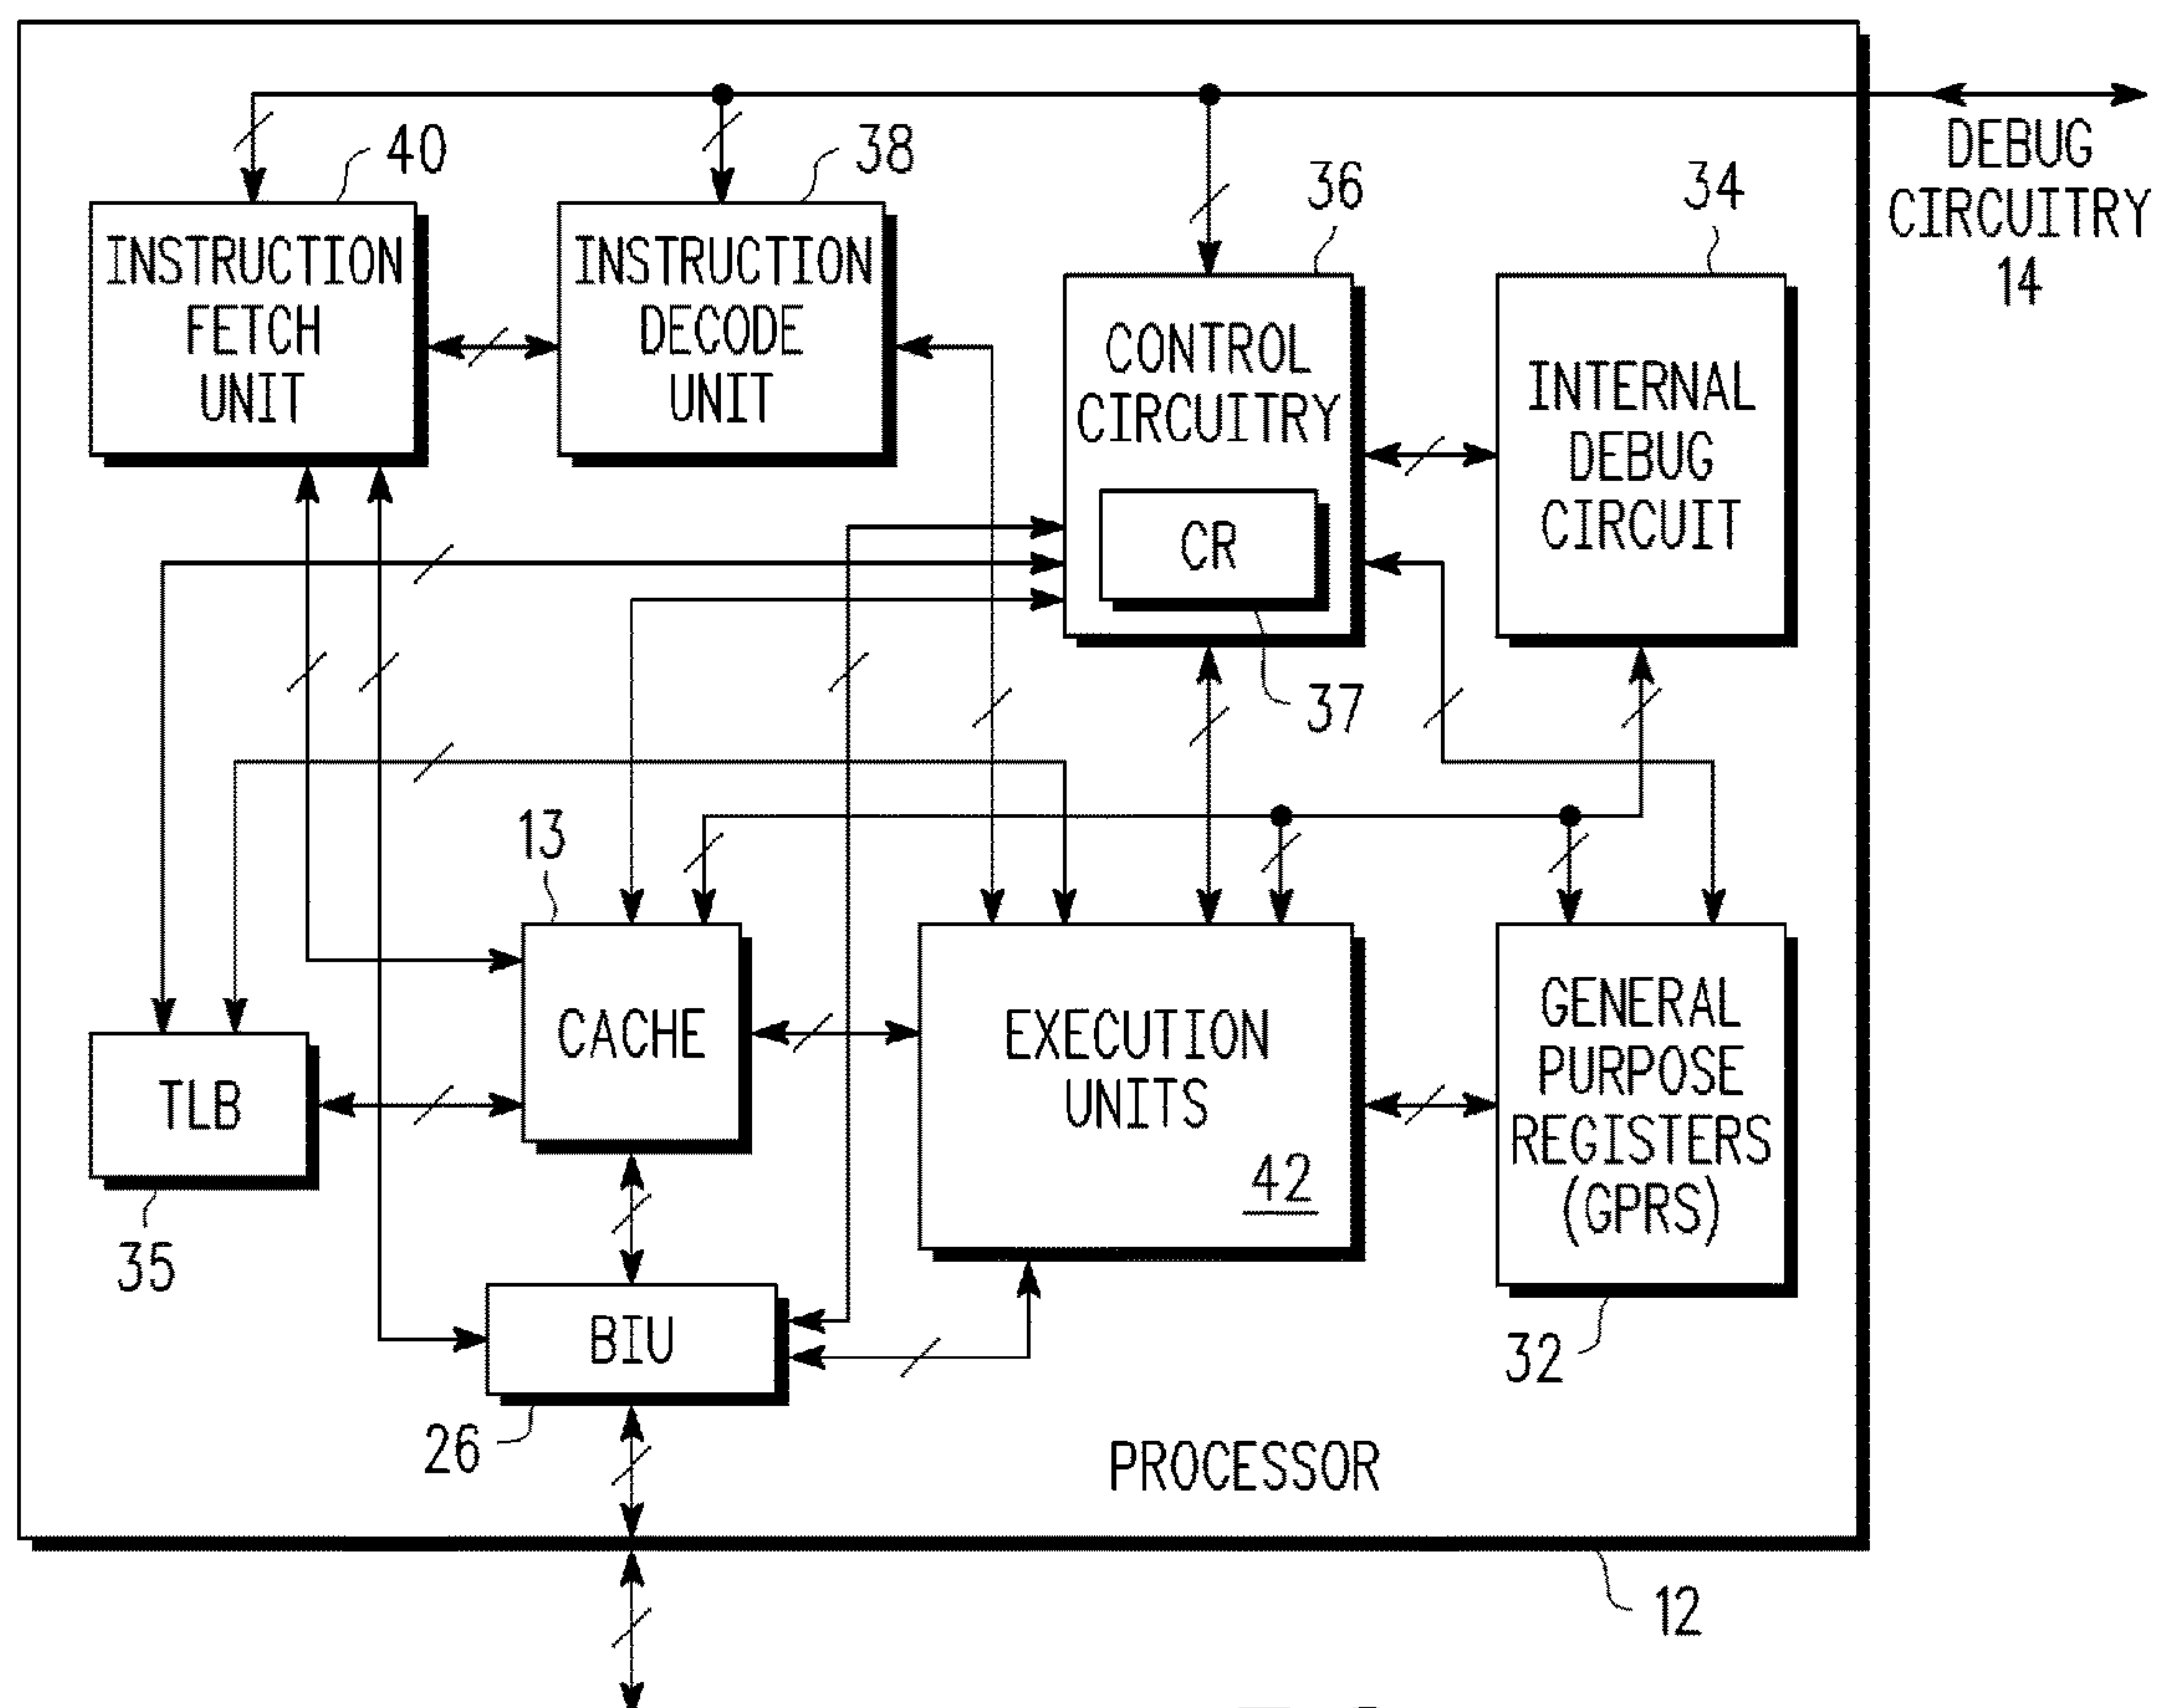 40
38
36
34
DEBUG
CIRCUITRY
14
INSTRUCTION
FETCH
UNIT
INSTRUCTION
DECODE
UNIT
CONTROL
CIRCUITRY
CR
37
INTERNAL
DEBUG
CIRCUIT
13
CACHE
TLB
35
EXECUTION
UNITS
42
GENERAL
PURPOSE
REGISTERS
(GPRS)
32
BIU
26
PROCESSOR
12